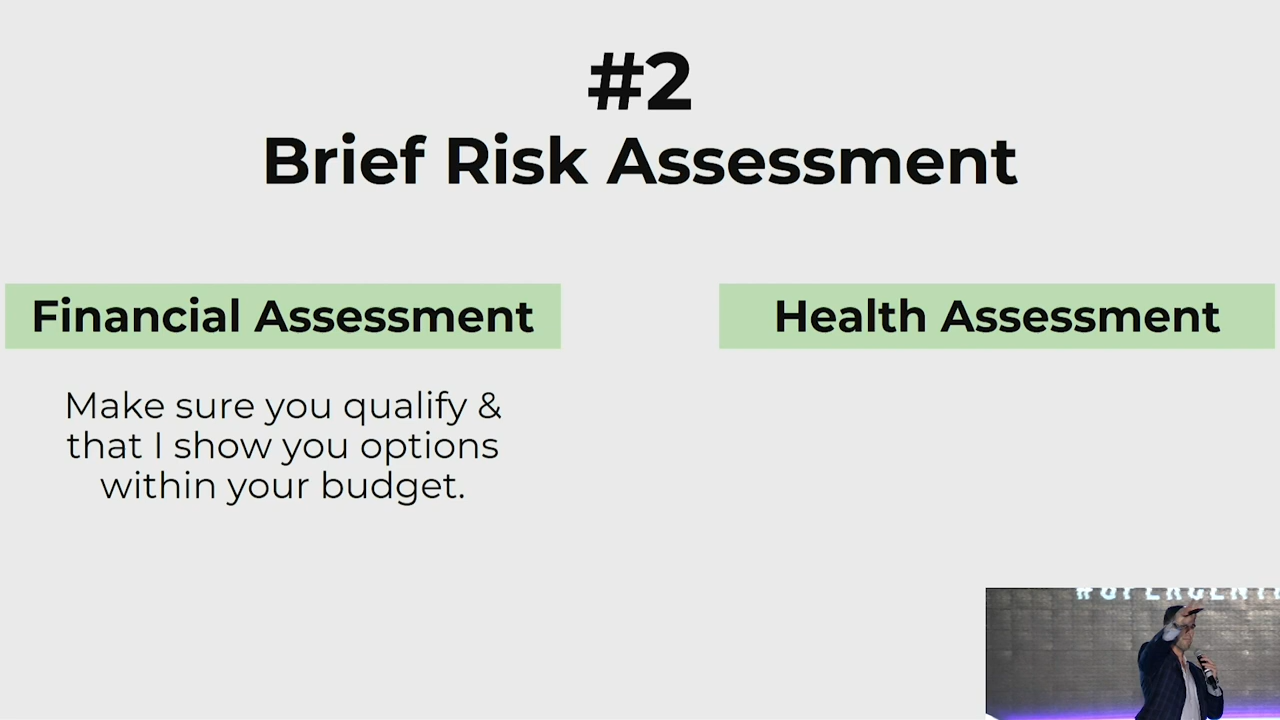 #2
Brief Risk Assessment
Financial Assessment
Make sure you qualify &
that I show you options
within your budget.
Health Assessment